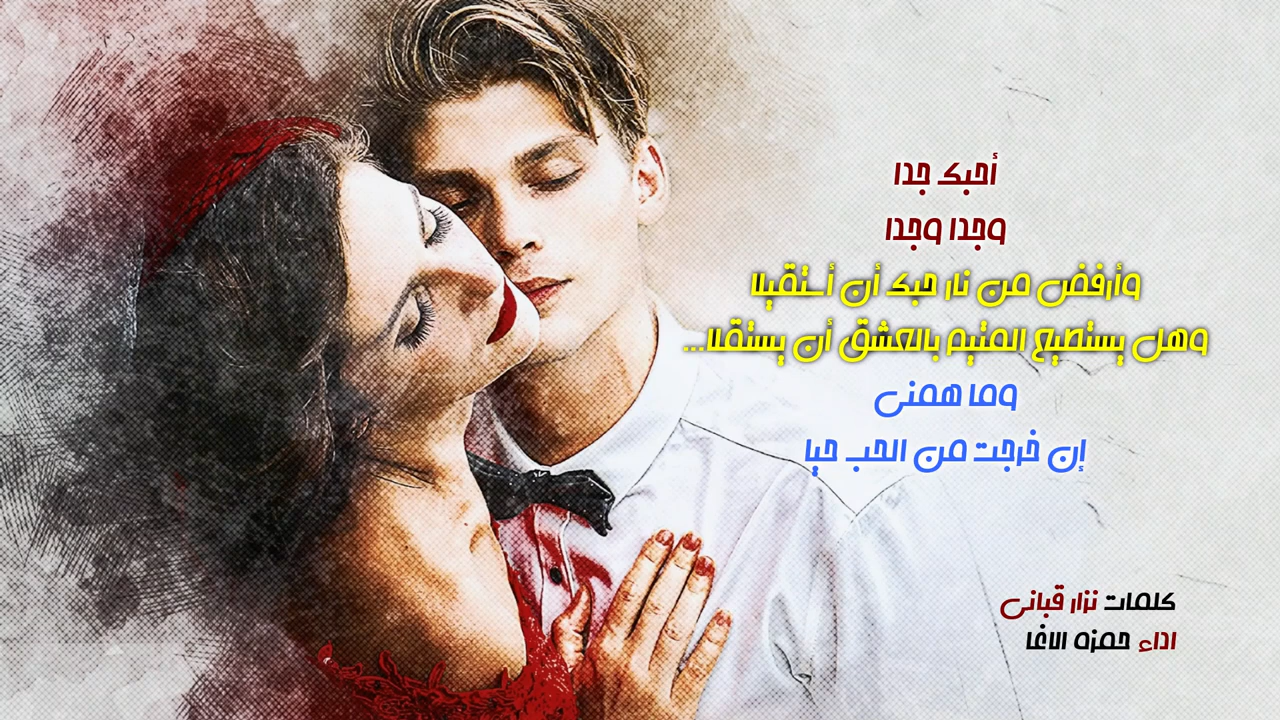 أحبك جدا
وجدا وجدا
وأرفض من نار حبك أن أستقيلا
وهل يستطيع المتيم بالعشق أن يستقلا...
وما همني
إن خرجت من الحب حيا
كلمات نزار قباني
اداء حمزه الاغا